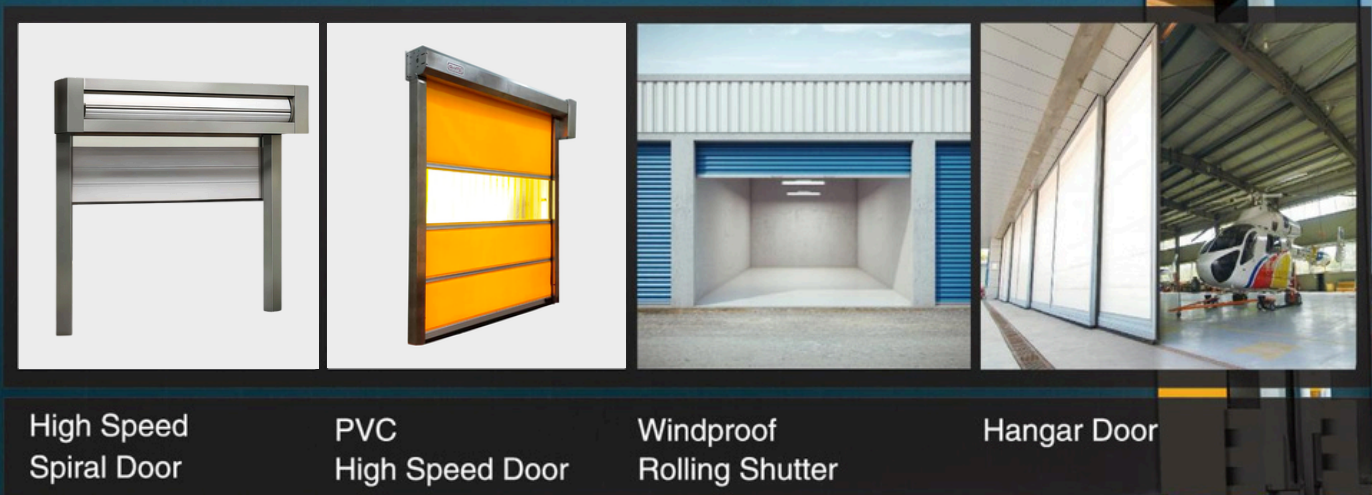 High Speed
Spiral Door
PVC
High Speed Door
Windproof
Rolling Shutter
Hangar Door